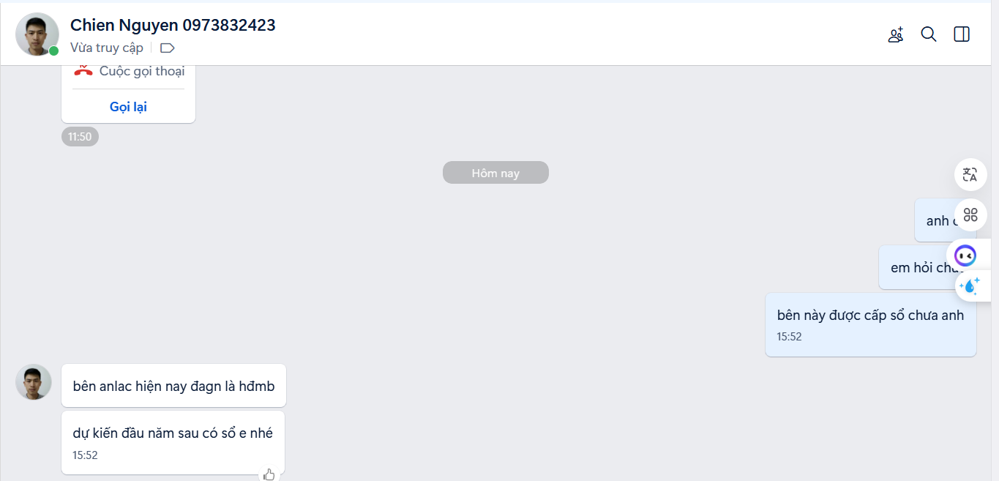 Chien Nguyen 0973832423
Vừa truy cập
Cuộc gọi thoại
Gọi lại
11:50
Hôm nay
anh
em hỏi
bên này được cấp sổ chưa anh
15:52
bên anlac hiện nay đagn là hđmb
dự kiến đầu năm sau có sổ e nhé
15:52